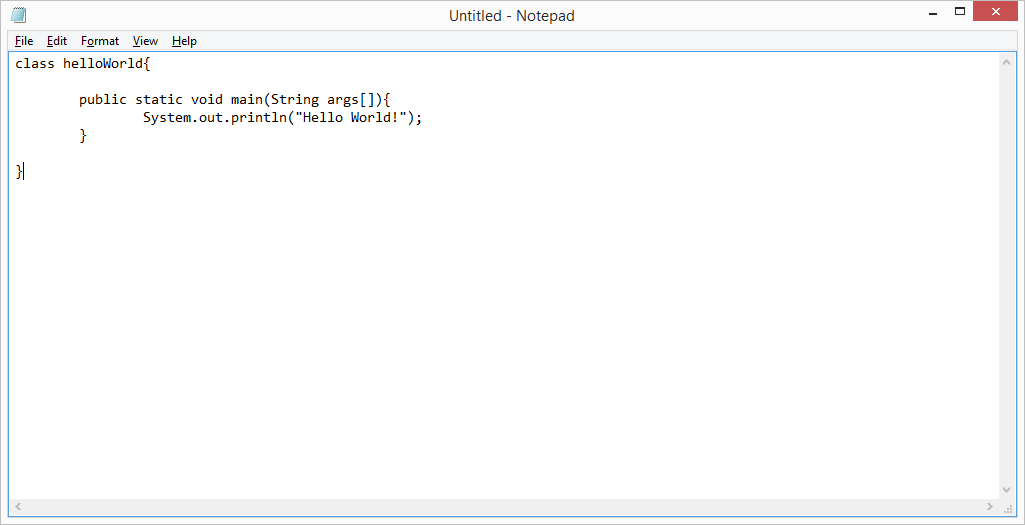 Untitled - Notepad
File Edit Format View Help
class helloWorld{
public static void main(String args[]){
System.out.println("Hello World!");
}
}